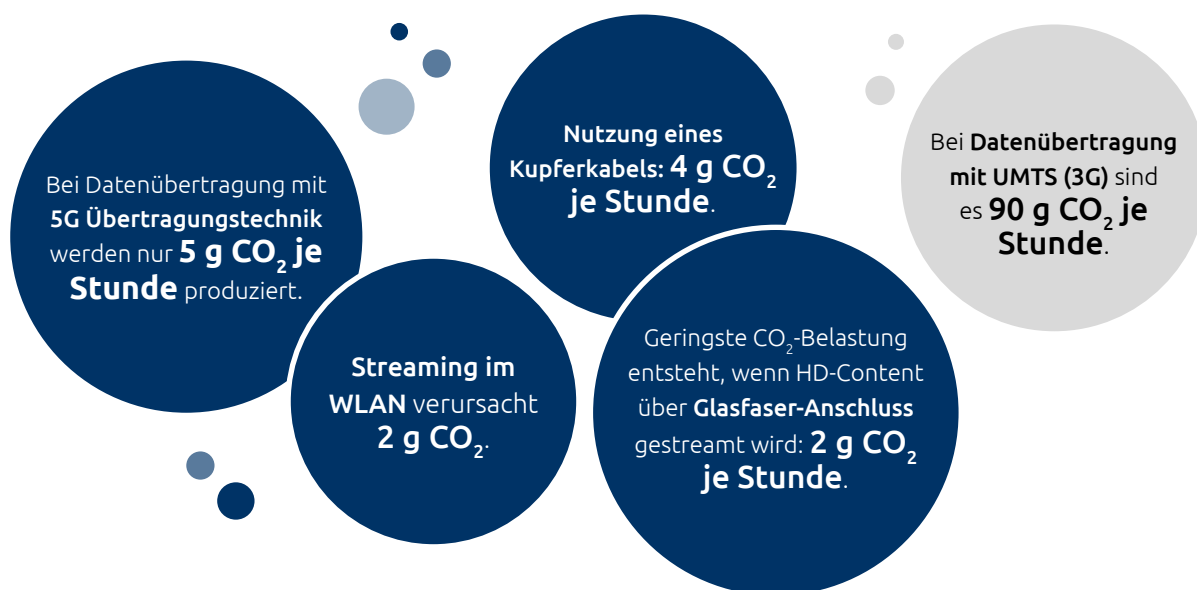 Bei Datenübertragung mit
5G Übertragungstechnik
werden nur 5 g CO₂ je
Stunde produziert.
Streaming im
WLAN verursacht
2 g CO₂.
Nutzung eines
Kupferkabels: 4 g CO₂
je Stunde.
Geringste CO₂-Belastung
entsteht, wenn HD-Content
über Glasfaser-Anschluss
gestreamt wird: 2 g CO₂
je Stunde.
Bei Datenübertragung
mit UMTS (3G) sind
es 90 g CO₂ je
Stunde.